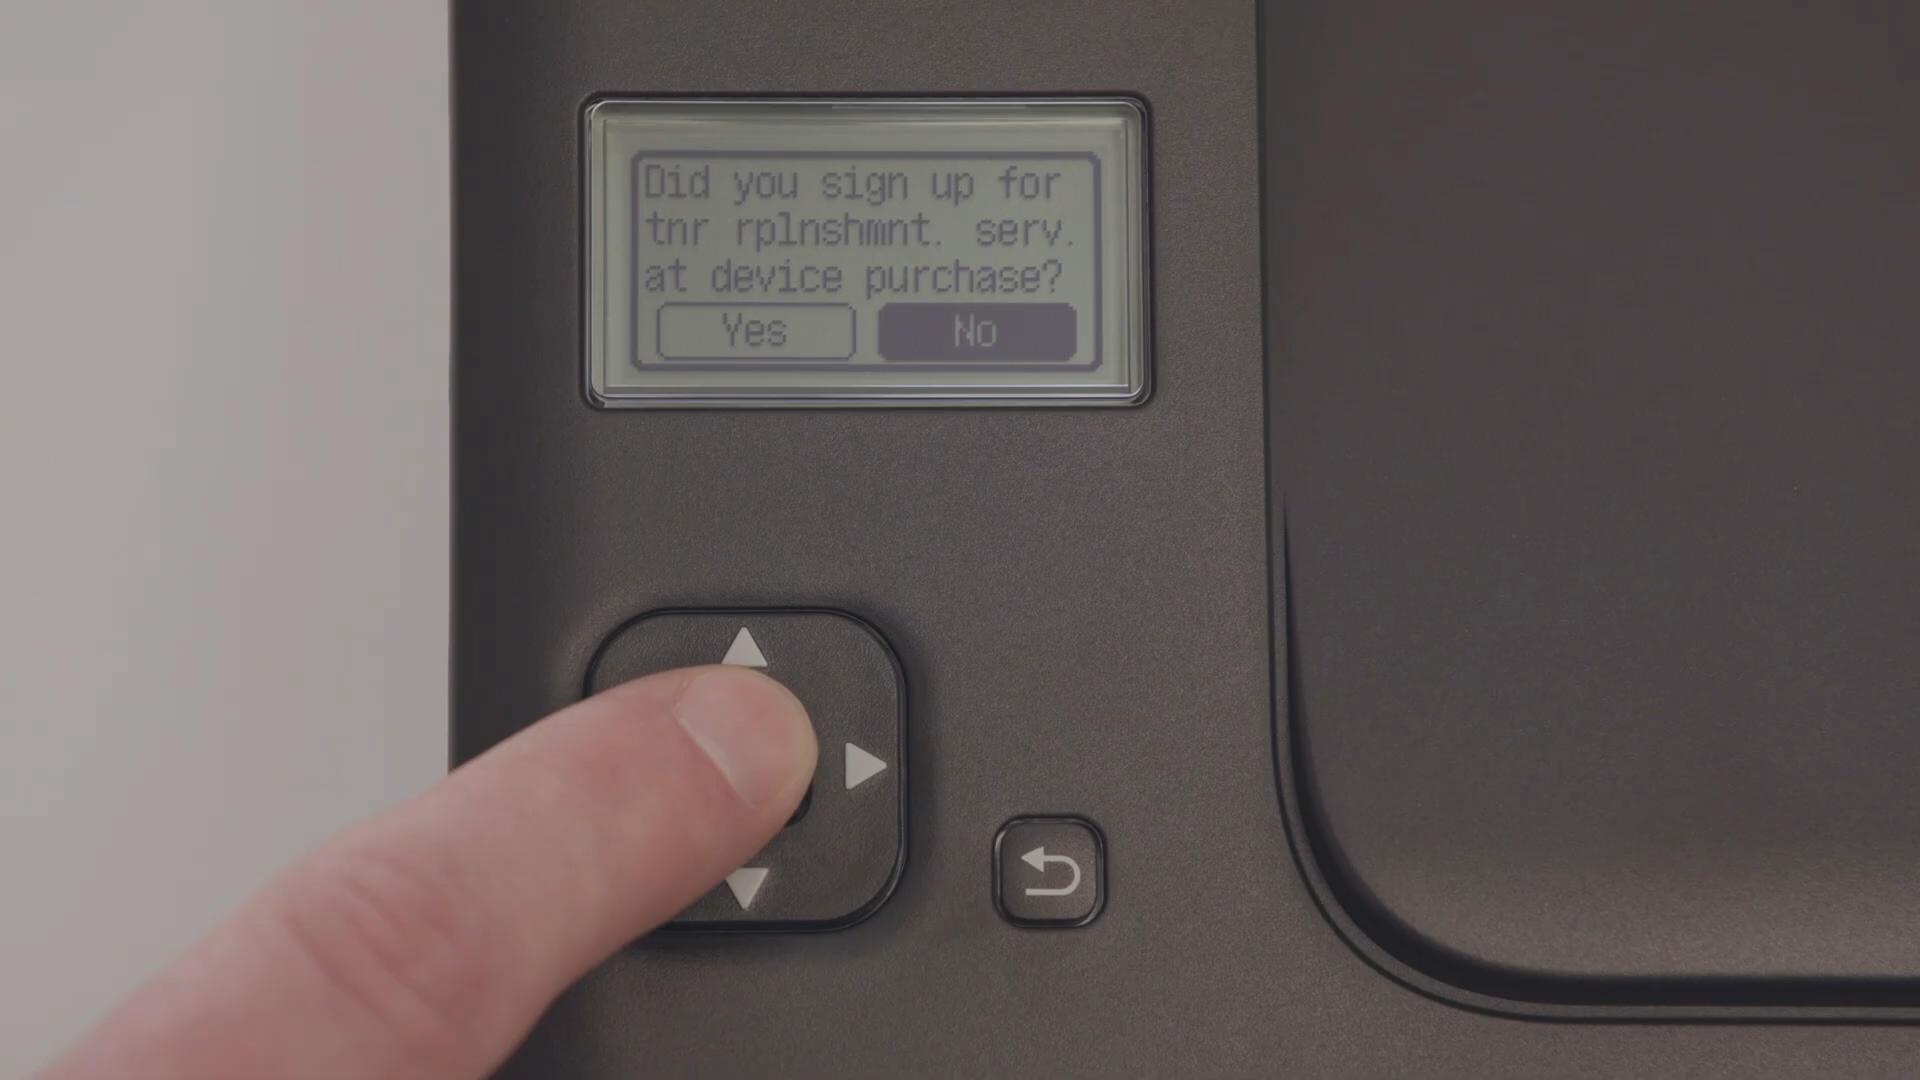 Did you sign up for
tnr rplnshmnt. serv.
at device purchase?
Yes No